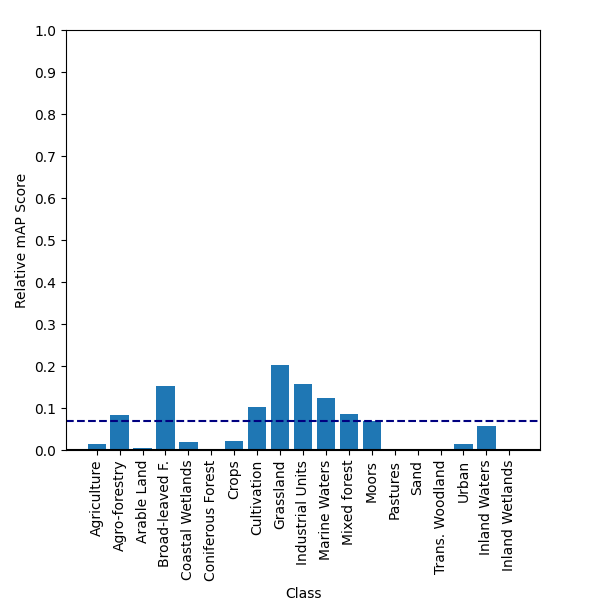 1.0
0.9
0.8
0.7
0.6
0.5
0.4
0.3
0.2
0.1
0.0
Relative mAP Score
Agriculture
Agro-forestry
Arable Land
Broad-leaved F.
Coastal Wetlands
Coniferous Forest
Crops
Cultivation
Grassland
Industrial Units
Marine Waters
Mixed forest
Moors
Pastures
Sand
Trans. Woodland
Urban
Inland Waters
Inland Wetlands
Class